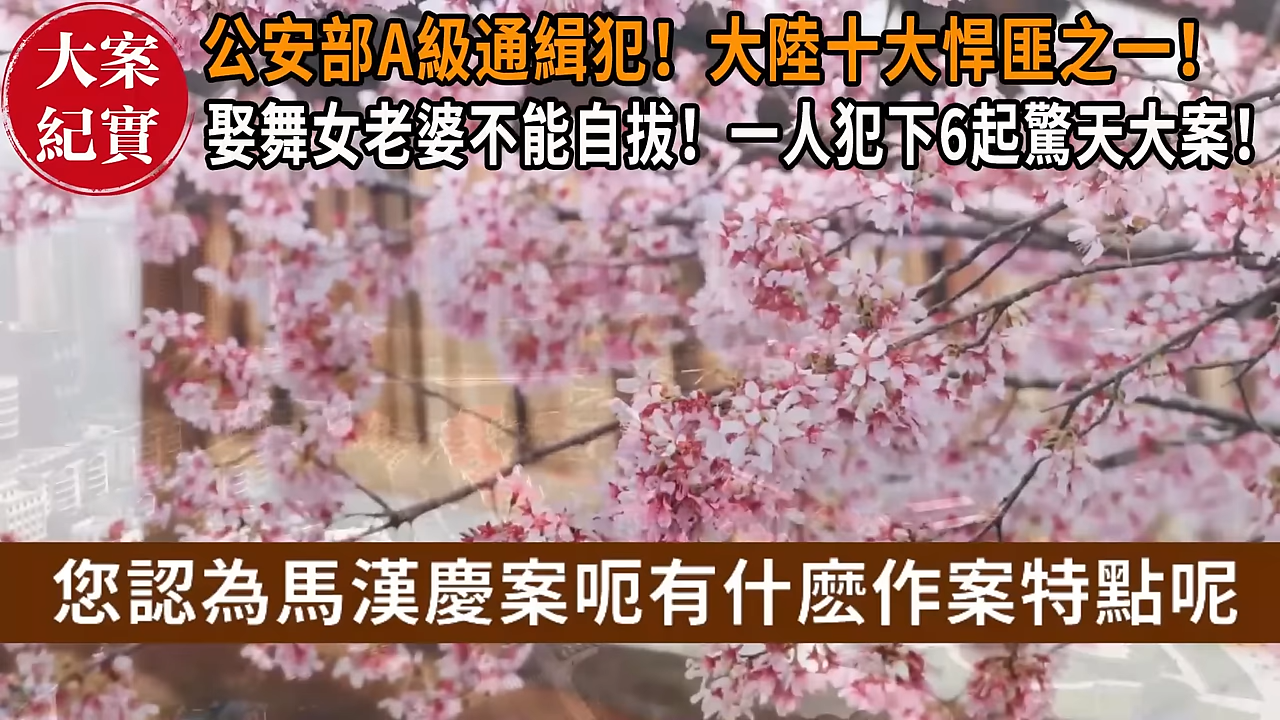 大案
紀實
公安部A級通緝犯！大陸十大悍匪之一！
娶舞女老婆不能自拔！一人犯下6起驚天大案！
您認為馬漢慶案呃有什麽作案特點呢